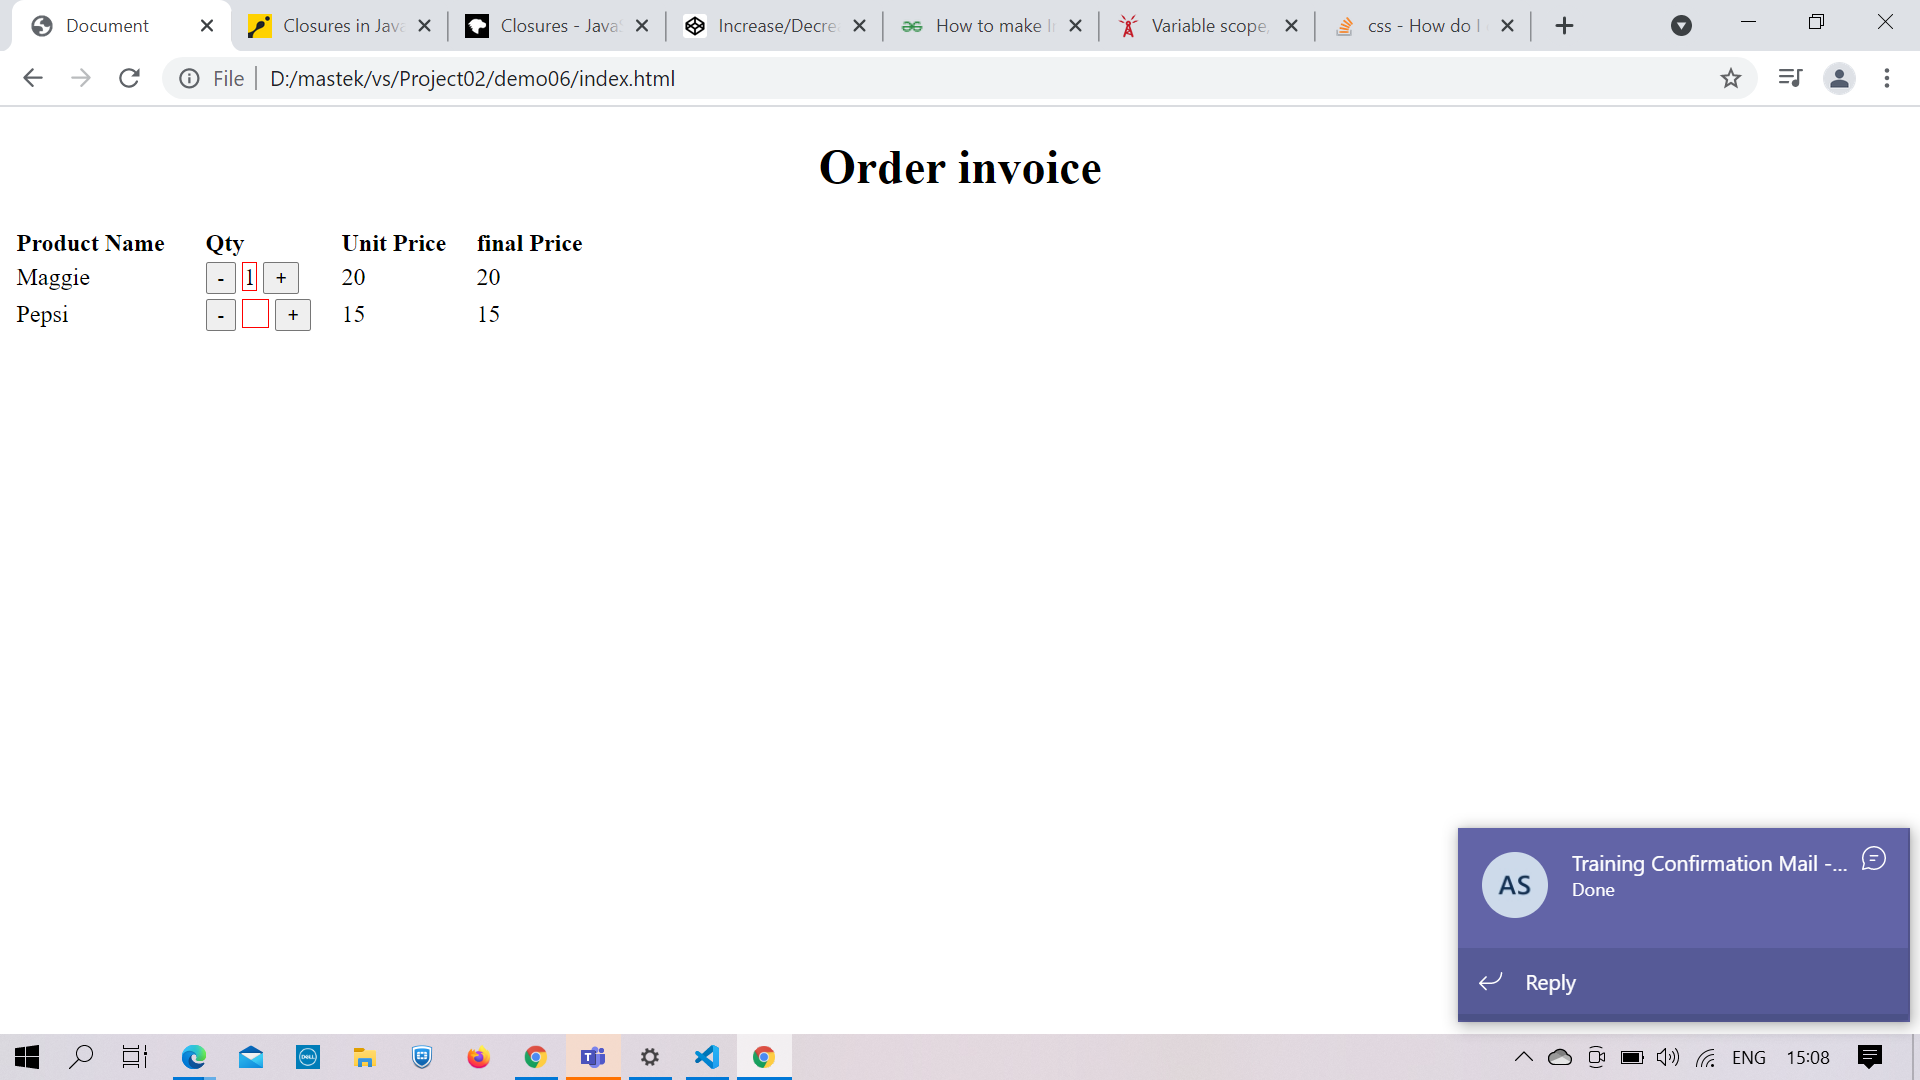 Document
Closures in Java
Closures - Java
Increase/Decre
How to make I
Variable scope,
css - How do I
File
D:/mastek/vs/Project02/demo06/index.html
Order invoice
Product Name Qty Unit Price final Price
Maggie - 1 + 20 20
Pepsi - + 15 15
AS
Training Confirmation Mail -...
Done
Reply
DELL
ENG 15:08